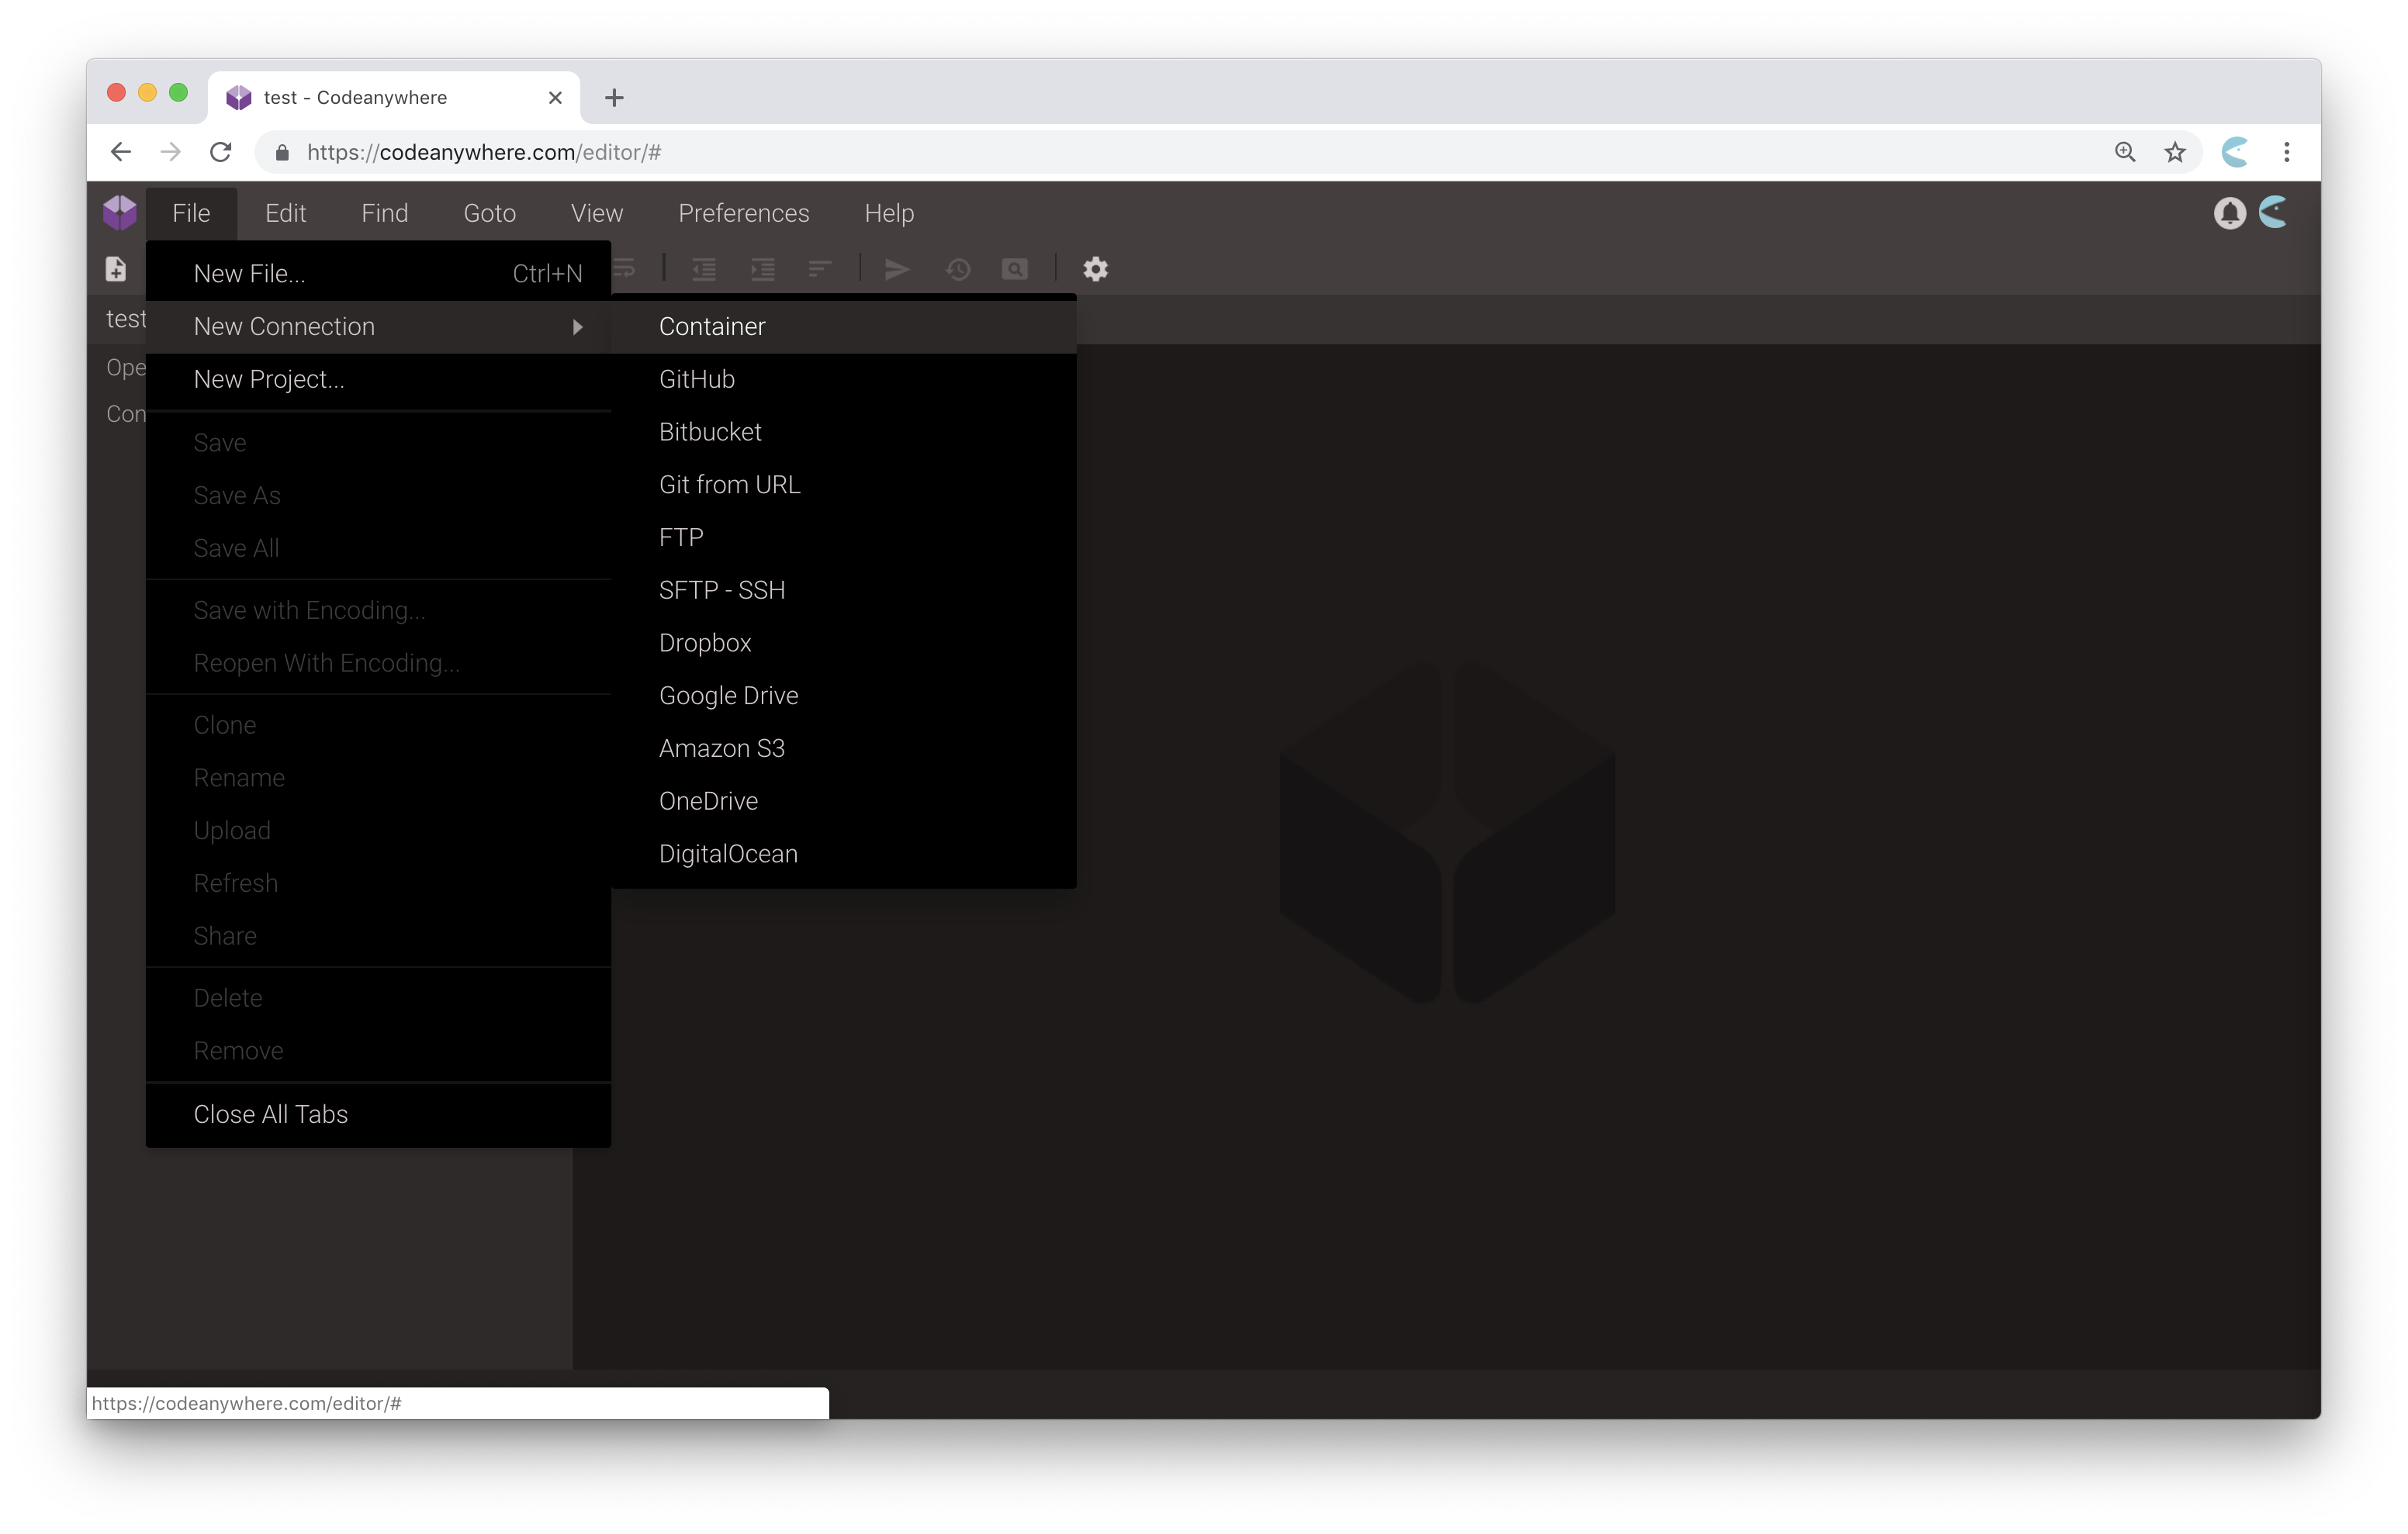 test - Codeanywhere
https://codeanywhere.com/editor/#
File Edit Find Goto View Preferences Help
New File... Ctrl+N
test
New Connection
New Project...
Ope
Con
Save
Save As
Save All
Save with Encoding...
Reopen With Encoding...
Clone
Rename
Upload
Refresh
Share
Delete
Remove
Close All Tabs
Container
GitHub
Bitbucket
Git from URL
FTP
SFTP - SSH
Dropbox
Google Drive
Amazon S3
OneDrive
DigitalOcean
https://codeanywhere.com/editor/#